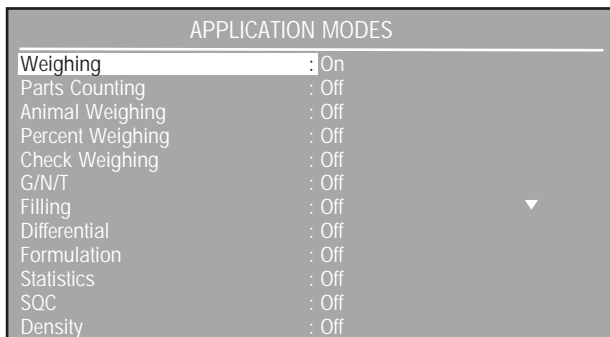 APPLICATION MODES
Weighing : On
Parts Counting : Off
Animal Weighing : Off
Percent Weighing : Off
Check Weighing : Off
G/N/T : Off
Filling : Off
Differential : Off
Formulation : Off
Statistics : Off
SQC : Off
Density : Off